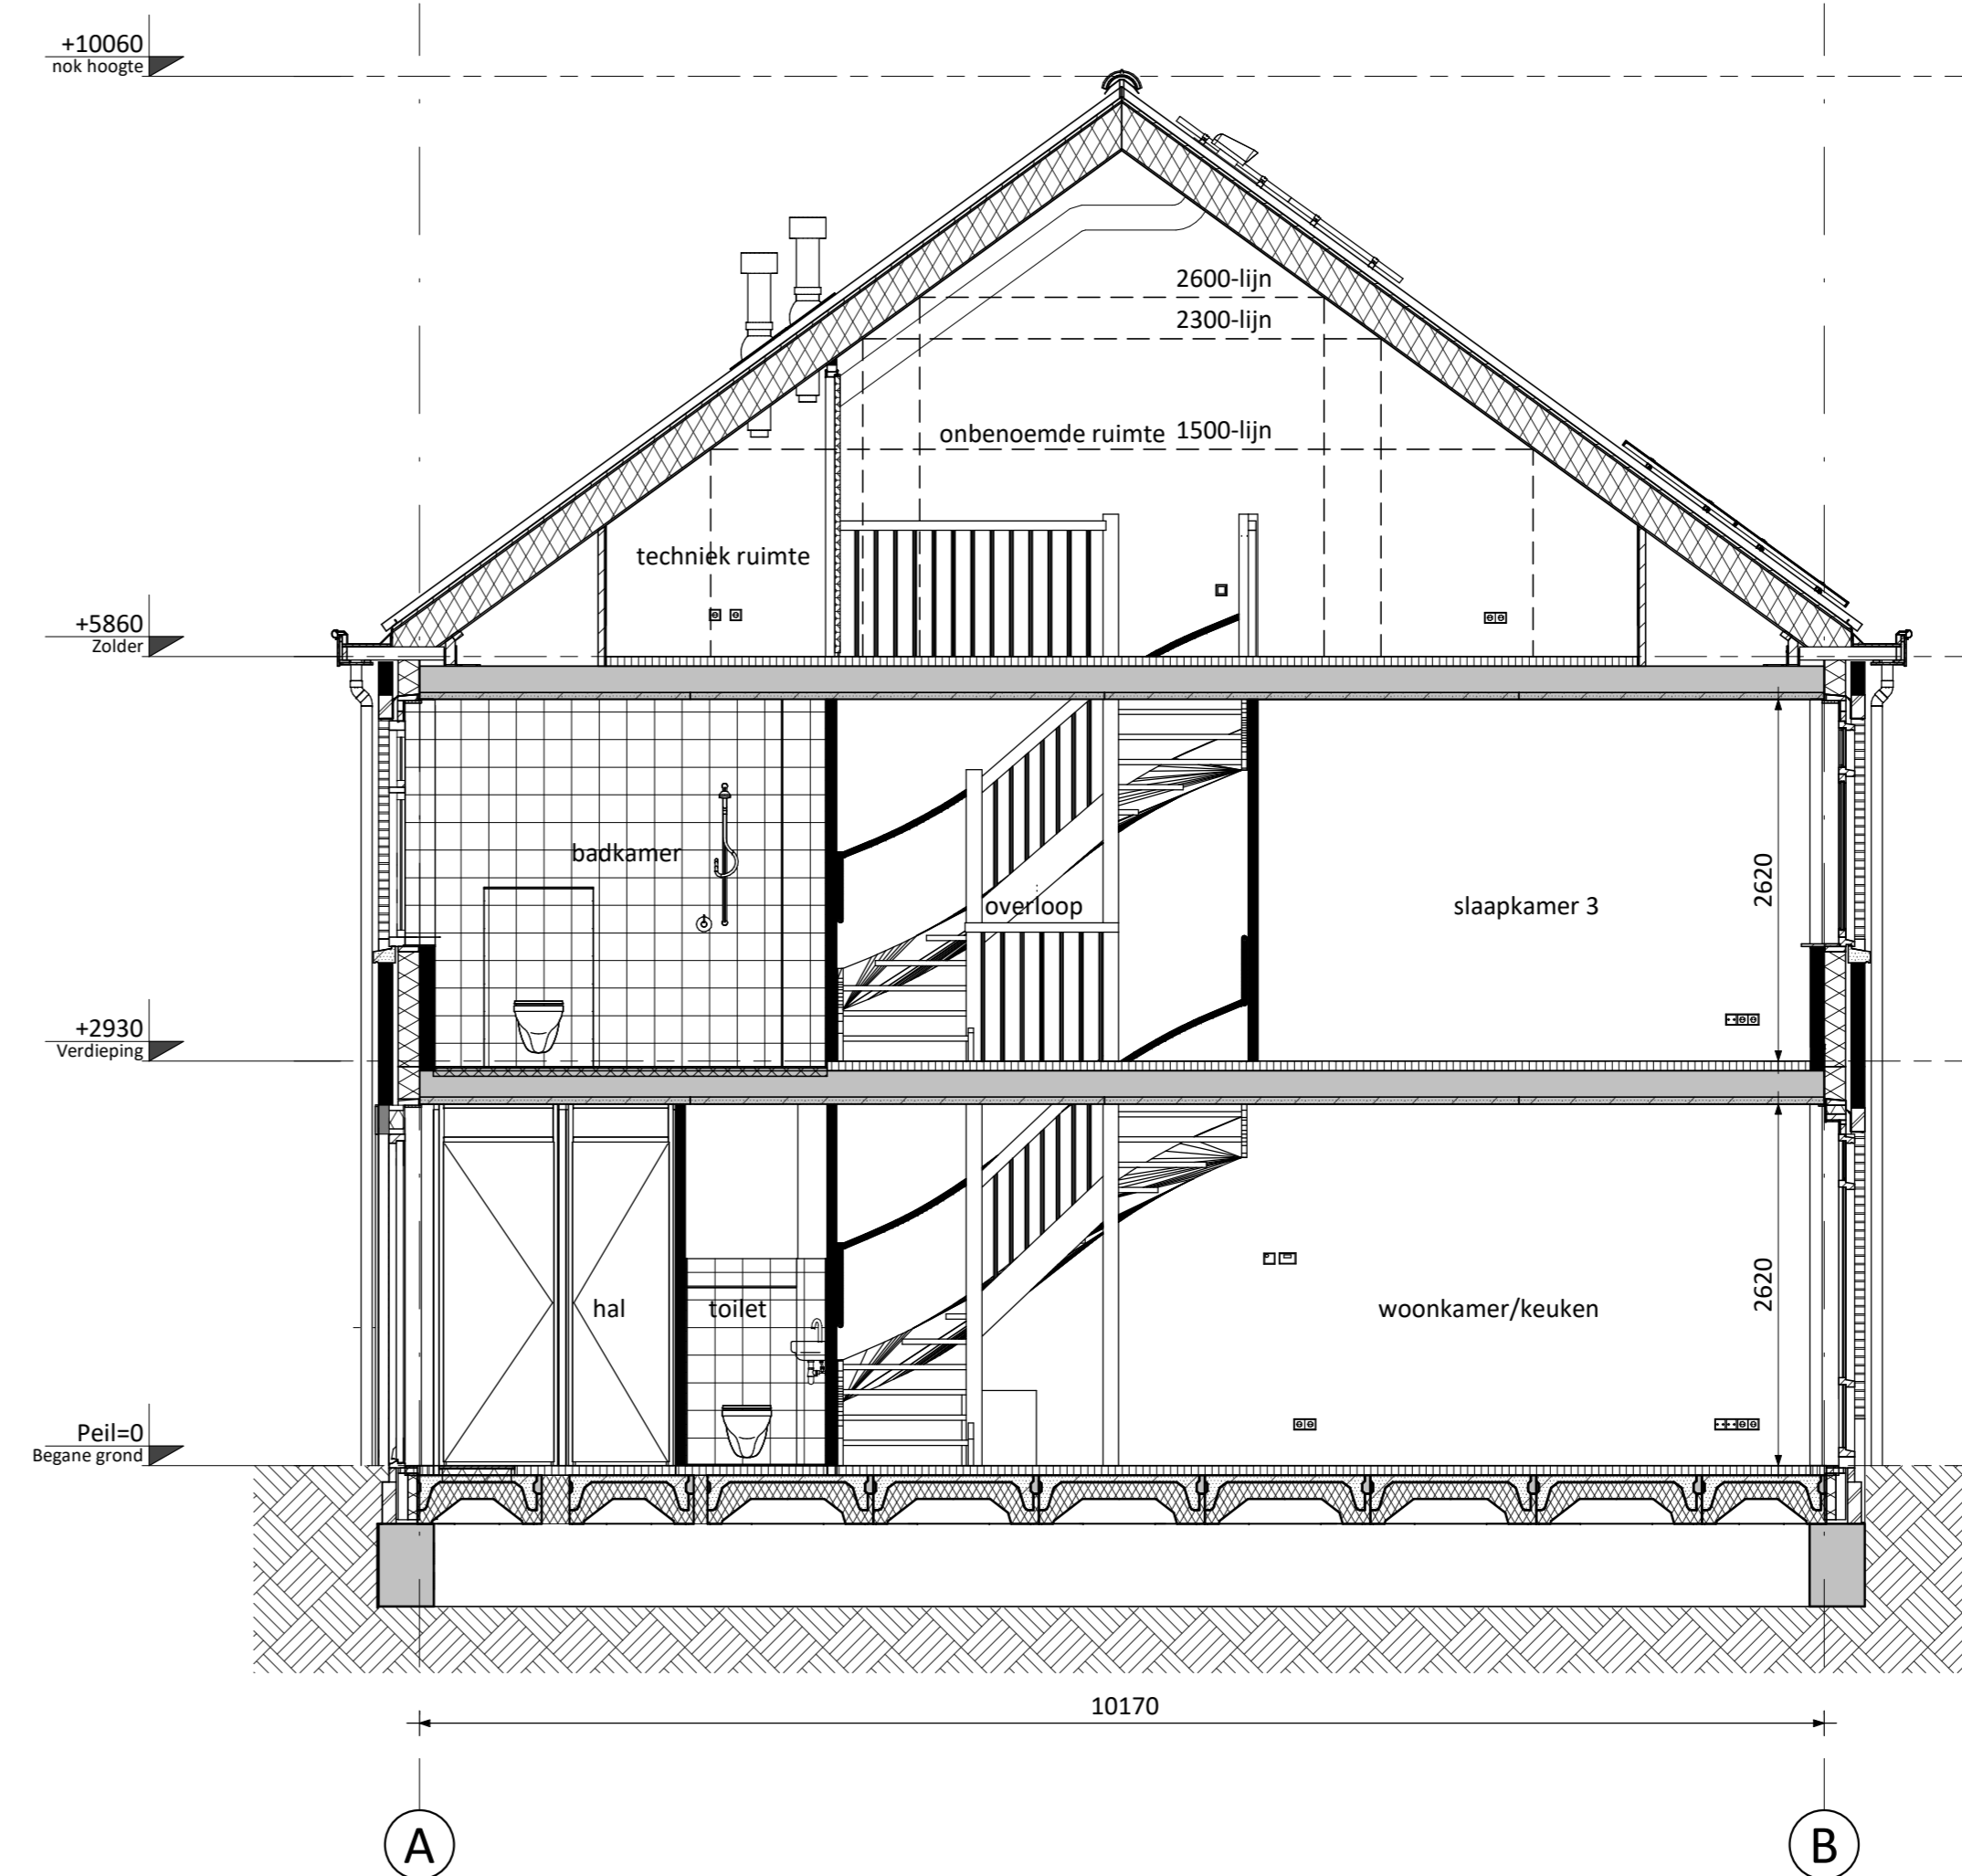 +10060
nok hoogte
2600-lijn
2300-lijn
onbenoemde ruimte 1500-lijn
techniek ruimte
+5860
Zolder
badkamer
overloop
slaapkamer 3
2620
+2930
Verdieping
hal
toilet
woonkamer/keuken
2620
Peil=0
Begane grond
10170
A
B